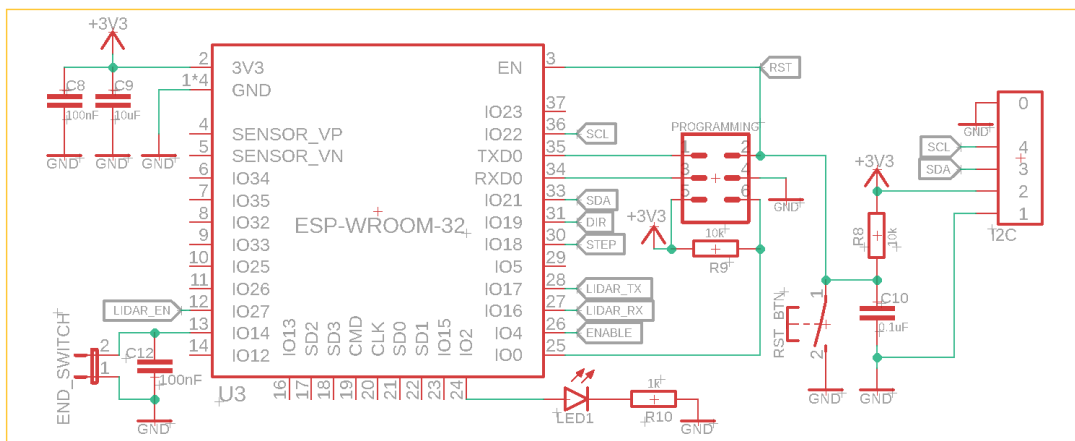 +3V3
C8
100nF
C9
10uF
GND
GND
GND
2
3V3
1*4
GND
4
SENSOR_VP
5
SENSOR_VN
6
IO34
7
IO35
8
IO32
9
IO33
10
IO25
11
IO26
12
IO27
13
IO14
14
IO12
LIDAR_EN
END_SWITCH
2
1
C12
100nF
GND
U3
ESP-WROOM-32
IO13
SD2
SD3
CMD
CLK
SD0
SD1
IO15
IO2
16
17
18
19
20
21
22
23
24
EN
3
IO23
37
IO22
36
SCL
TXD0
35
RXD0
34
IO21
33
SDA
IO19
31
DIR
IO18
30
STEP
IO5
29
IO17
28
LIDAR_TX
IO16
27
LIDAR_RX
IO4
26
ENABLE
IO0
25
LED1
1k
R10
GND
RST
PROGRAMMING
1
2
3
4
5
6
GND
+3V3
10k
R9
+3V3
R8
10k
RST_BTN
1
2
C10
0.1uF
GND
GND
GND
SCL
SDA
0
4
3
2
1
I2C